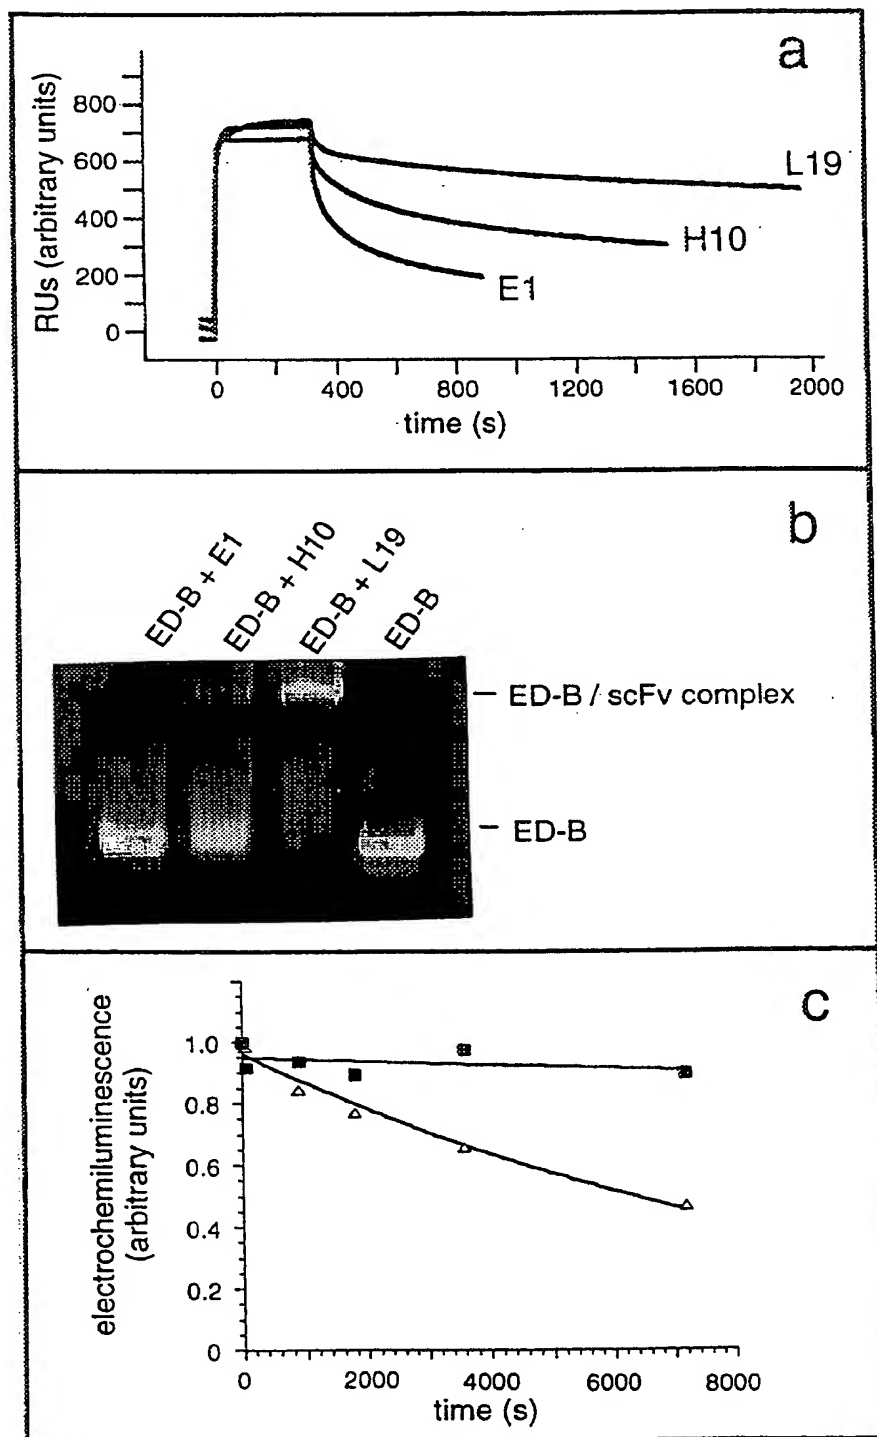 a
RUs (arbitrary units)
800
600
400
200
0
L19
H10
E1
0 400 800 1200 1600 2000
time (s)
b
ED-B + E1
ED-B + H10
ED-B + L19
ED-B
ED-B / scFv complex
ED-B
c
electrochemiluminescence
(arbitrary units)
1.0
0.8
0.6
0.4
0.2
0
0 2000 4000 6000 8000
time (s)